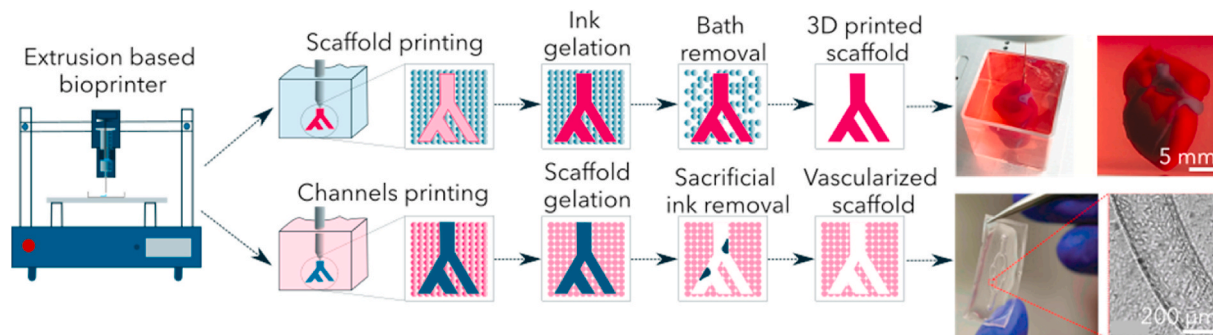 Extrusion based
bioprinter
Scaffold printing
Ink
gelation
Bath
removal
3D printed
scaffold
5 mm
Channels printing
Scaffold
gelation
Sacrificial
ink removal
Vascularized
scaffold
200 µm